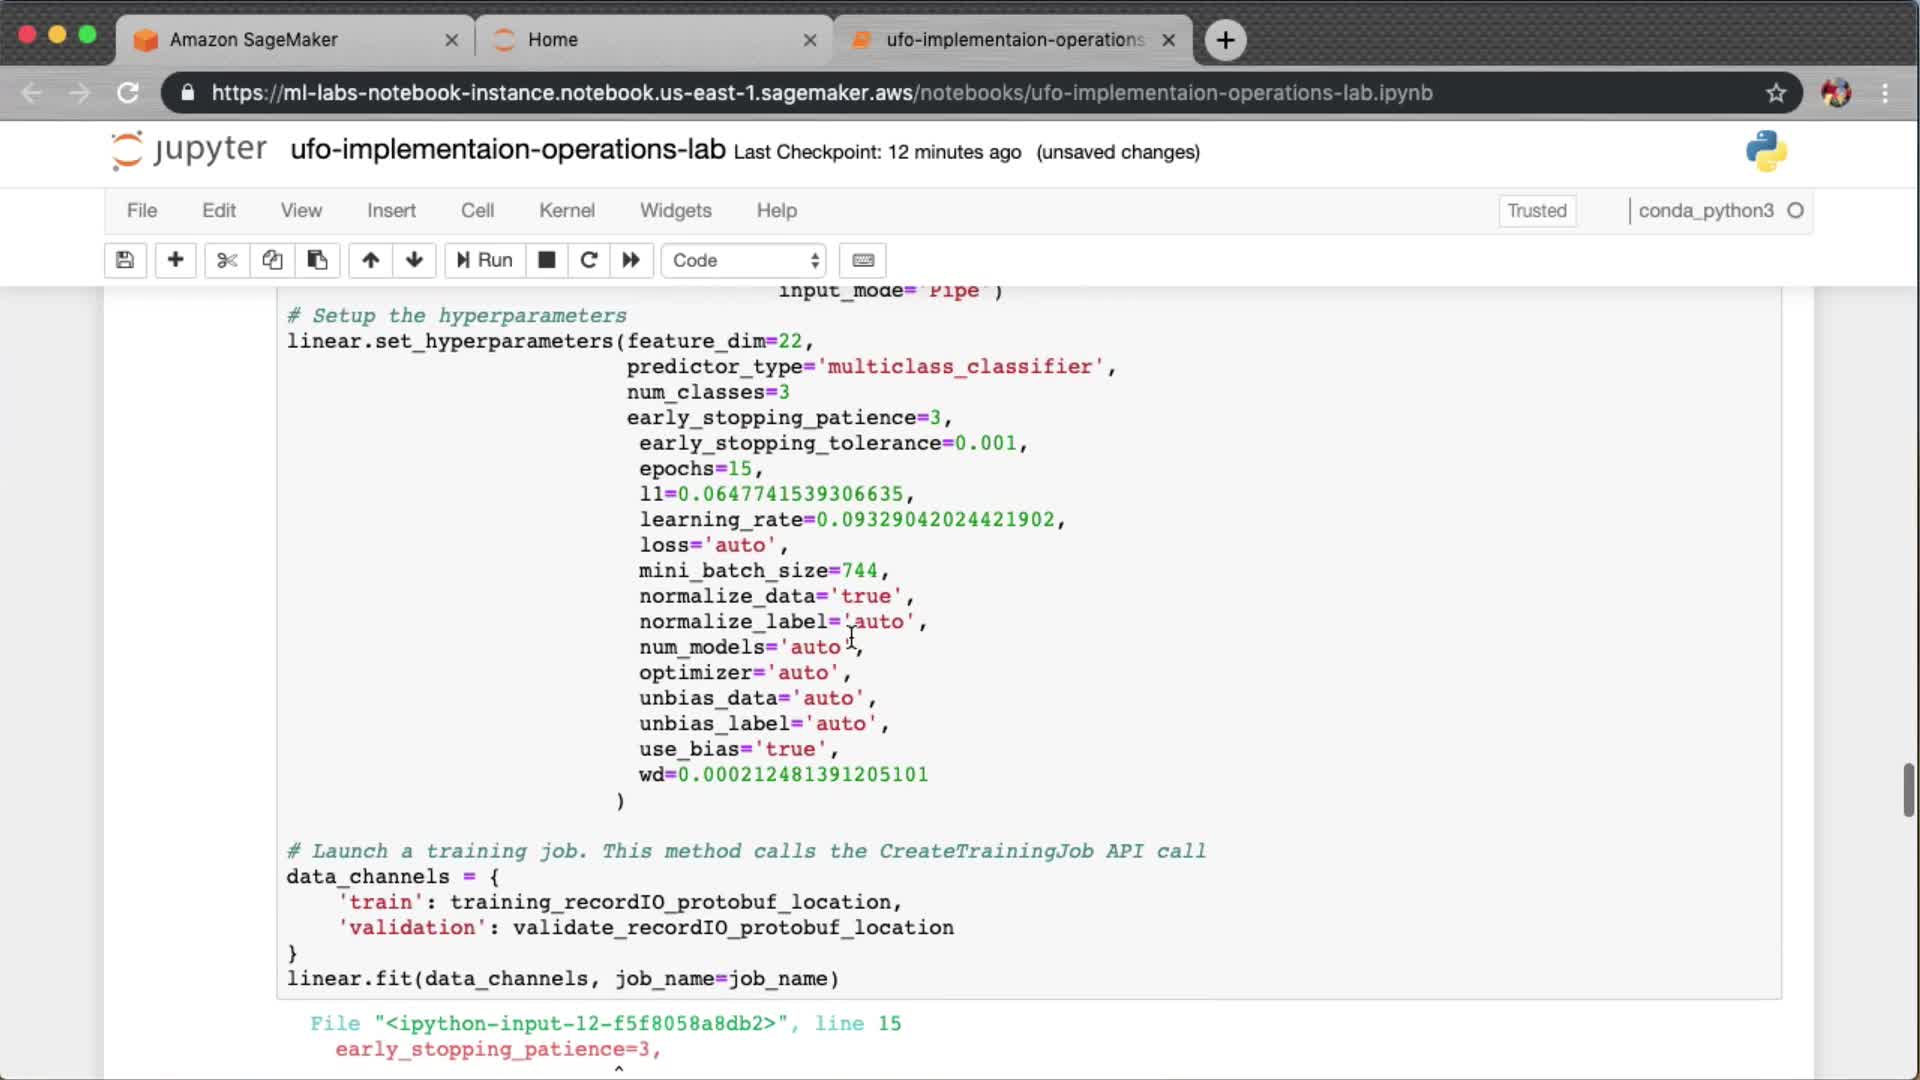 Amazon SageMaker
Home
ufo-implementaion-operations
https://ml-labs-notebook-instance.notebook.us-east-1.sagemaker.aws/notebooks/ufo-implementaion-operations-lab.ipynb
jupyter ufo-implementaion-operations-lab Last Checkpoint: 12 minutes ago (unsaved changes)
File Edit View Insert Cell Kernel Widgets Help Trusted conda_python3
Run Code
input_mode='Pipe')
# Setup the hyperparameters
linear.set_hyperparameters(feature_dim=22,
predictor_type='multiclass_classifier',
num_classes=3
early_stopping_patience=3,
early_stopping_tolerance=0.001,
epochs=15,
l1=0.0647741539306635,
learning_rate=0.09329042024421902,
loss='auto',
mini_batch_size=744,
normalize_data='true',
normalize_label='auto',
num_models='auto',
optimizer='auto',
unbias_data='auto',
unbias_label='auto',
use_bias='true',
wd=0.000212481391205101
)
# Launch a training job. This method calls the CreateTrainingJob API call
data_channels = {
'train': training_recordIO_protobuf_location,
'validation': validate_recordIO_protobuf_location
}
linear.fit(data_channels, job_name=job_name)
File "<ipython-input-12-f5f8058a8db2>", line 15
early_stopping_patience=3,
^